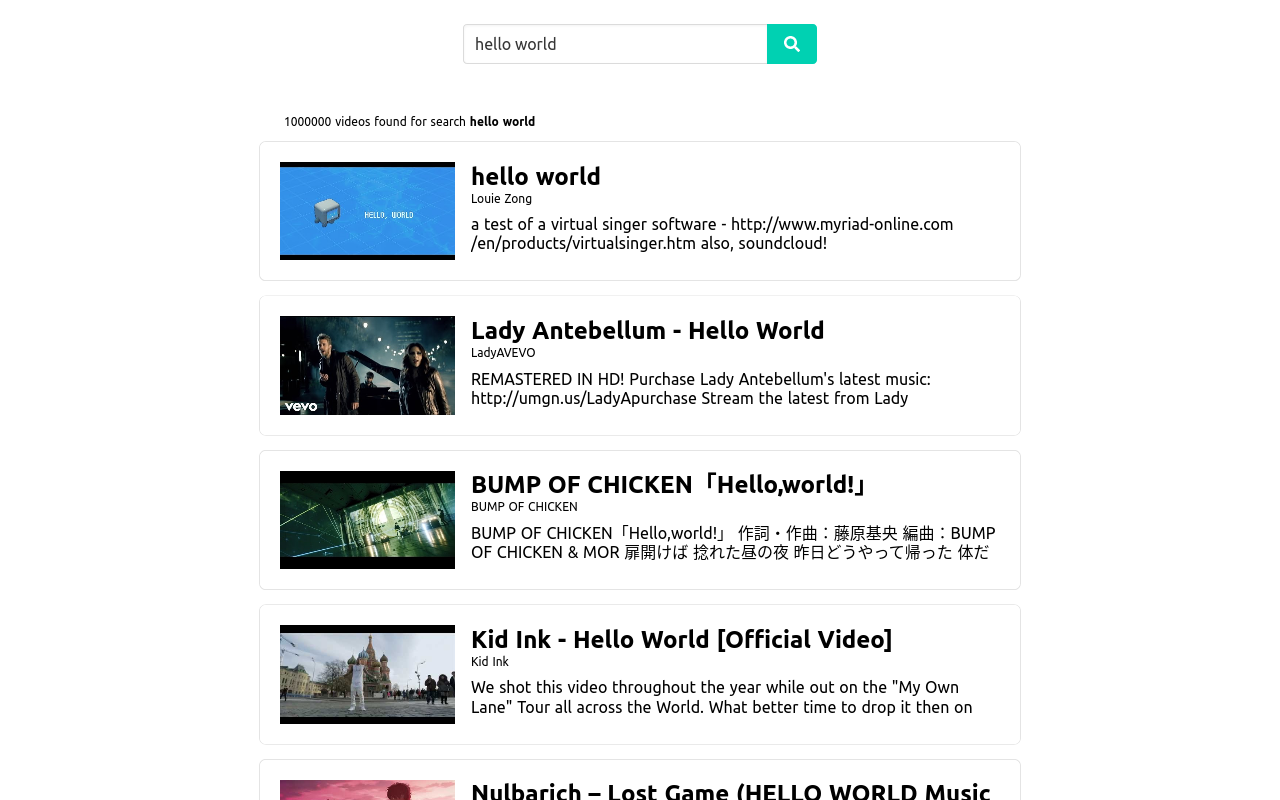 hello world
1000000 videos found for search hello world
HELLO, WORLD
hello world
Louie Zong
a test of a virtual singer software - http://www.myriad-online.com
/en/products/virtualsinger.htm also, soundcloud!
vevo
Lady Antebellum - Hello World
LadyAVEVO
REMASTERED IN HD! Purchase Lady Antebellum's latest music:
http://umgn.us/LadyApurchase Stream the latest from Lady
BUMP OF CHICKEN「Hello,world!」
BUMP OF CHICKEN
BUMP OF CHICKEN「Hello,world!」 作詞・作曲：藤原基央 編曲：BUMP
OF CHICKEN & MOR 扉開けば 捻れた昼の夜 昨日どうやって帰った 体だ
Kid Ink - Hello World [Official Video]
Kid Ink
We shot this video throughout the year while out on the "My Own
Lane" Tour all across the World. What better time to drop it then on
Nulbarich – Lost Game (HELLO WORLD Music